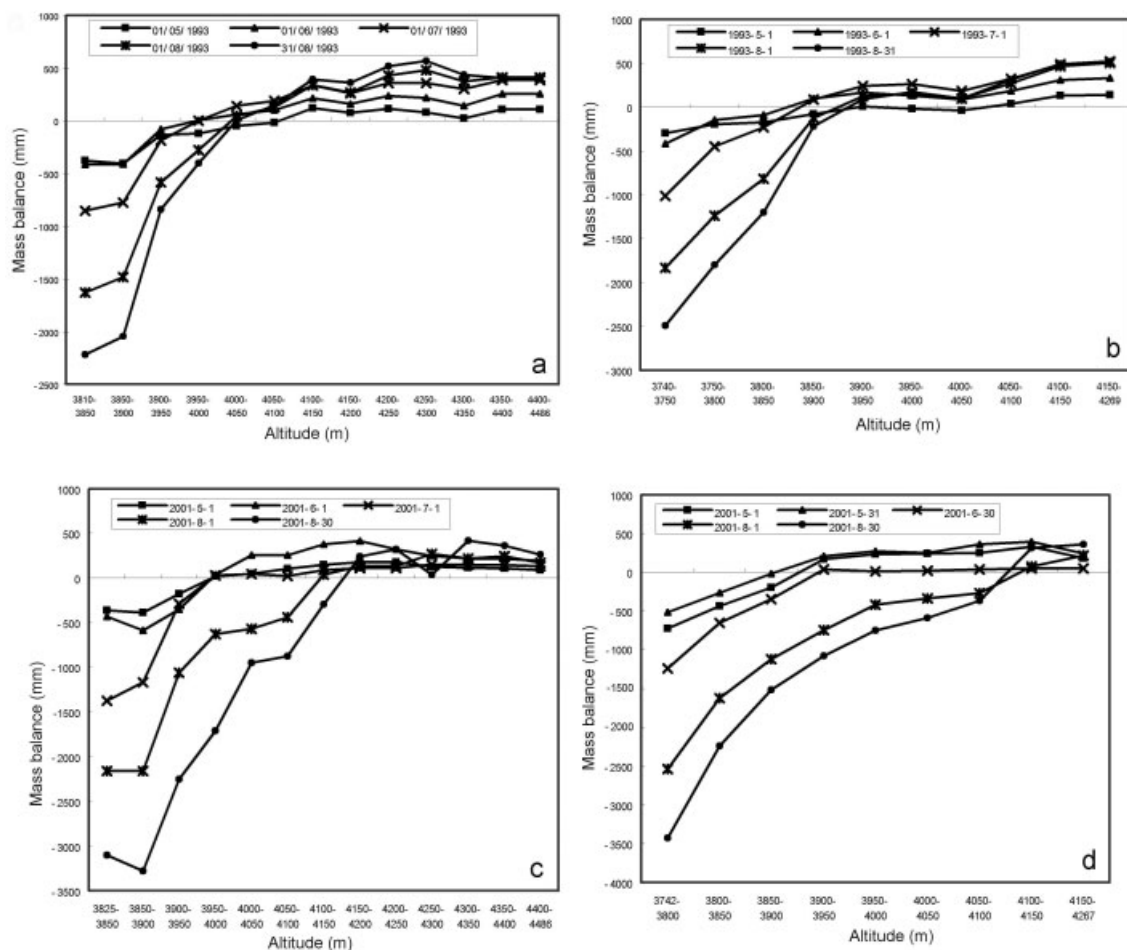 1000
500
0
-500
-1000
-1500
-2000
-2500
Mass balance (mm)
01/ 05/ 1993 01/ 06/ 1993 01/ 07/ 1993
01/ 08/ 1993 31/ 08/ 1993
a
3810- 3850- 3900- 3950- 4000- 4050- 4100- 4150- 4200- 4250- 4300- 4350- 4400-
3850 3900 3950 4000 4050 4100 4150 4200 4250 4300 4350 4400 4486
Altitude (m)
1000
500
0
-500
-1000
-1500
-2000
-2500
-3000
Mass balance (mm)
1993-5-1 1993-6-1 1993-7-1
1993-8-1 1993-8-31
b
3740- 3750- 3800- 3850- 3900- 3950- 4000- 4050- 4100- 4150-
3750 3800 3850 3900 3950 4000 4050 4100 4150 4269
Altitude (m)
1000
500
0
-500
-1000
-1500
-2000
-2500
-3000
-3500
Mass balance (mm)
2001-5-1 2001-6-1 2001-7-1
2001-8-1 2001-8-30
c
3825- 3850- 3900- 3950- 4000- 4050- 4100- 4150- 4200- 4250- 4300- 4350- 4400-
3850 3900 3950 4000 4050 4100 4150 4200 4250 4300 4350 4400 4486
Altitude (m)
1000
500
0
-500
-1000
-1500
-2000
-2500
-3000
-3500
-4000
Mass balance (mm)
2001-5-1 2001-5-31 2001-6-30
2001-8-1 2001-8-30
d
3742- 3800- 3850- 3900- 3950- 4000- 4050- 4100- 4150-
3800 3850 3900 3950 4000 4050 4100 4150 4267
Altitude (m)